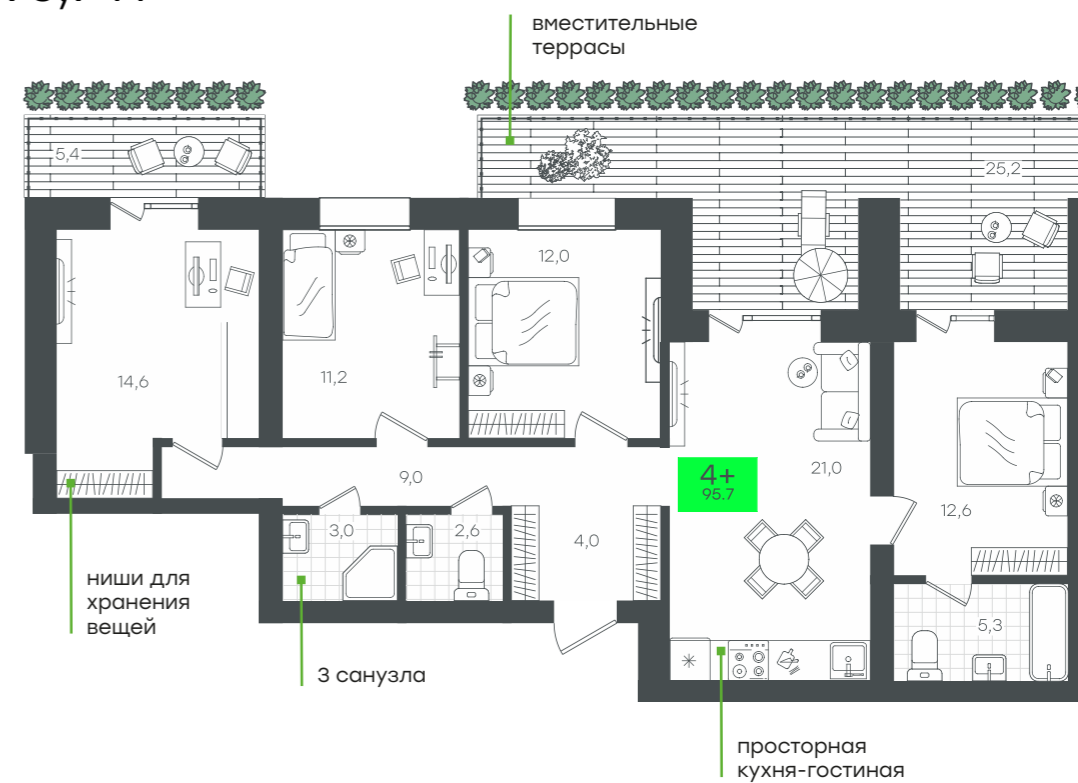 вместительные
террасы
5,4
25,2
12,0
14,6
11,2
9,0
4+
95.7
21,0
12,6
3,0
2,6
4,0
5,3
ниши для
хранения
вещей
3 санузла
просторная
кухня-гостиная